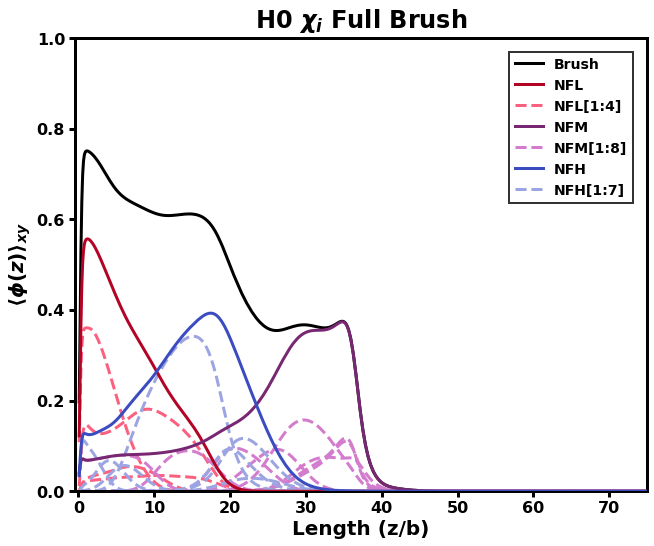 H0 χᵢ Full Brush
⟨ϕ(z)⟩xy
1.0
0.8
0.6
0.4
0.2
0.0
Brush
NFL
NFL[1:4]
NFM
NFM[1:8]
NFH
NFH[1:7]
0 10 20 30 40 50 60 70
Length (z/b)